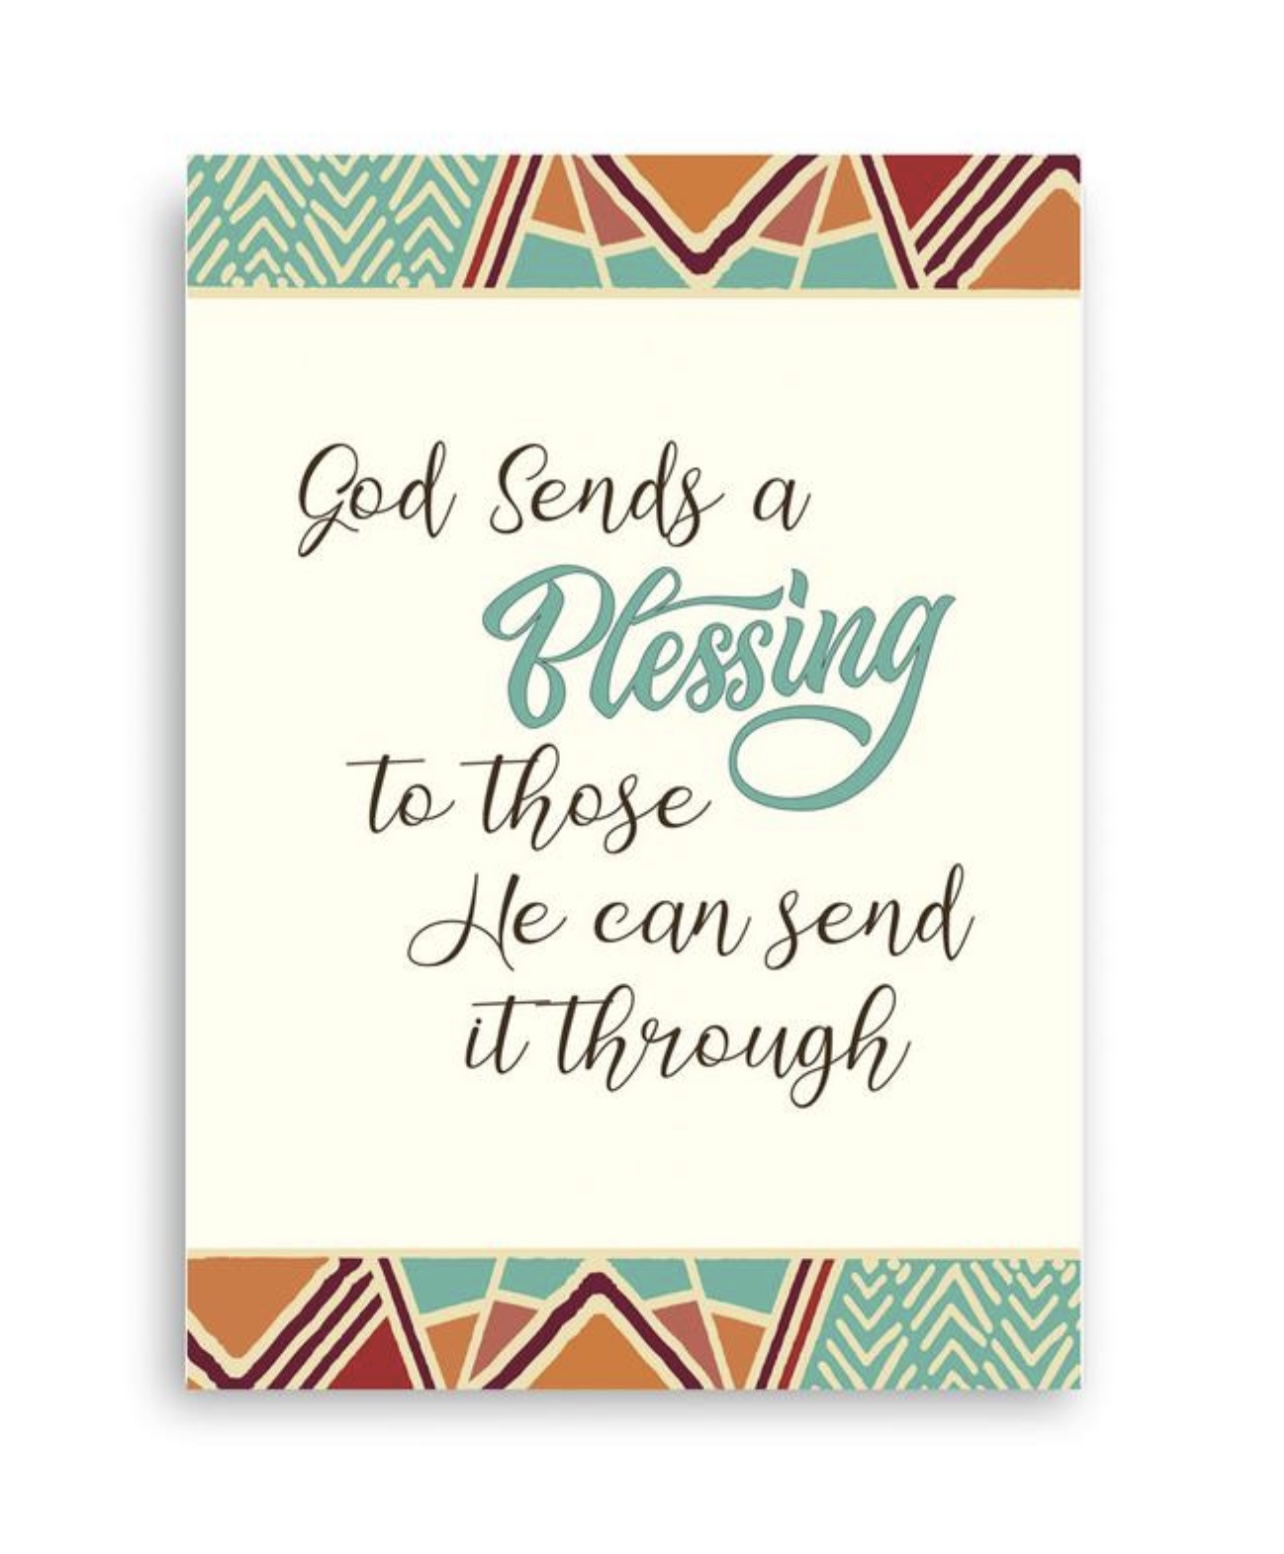 God Sends a
Blessing
to those
He can send
it through